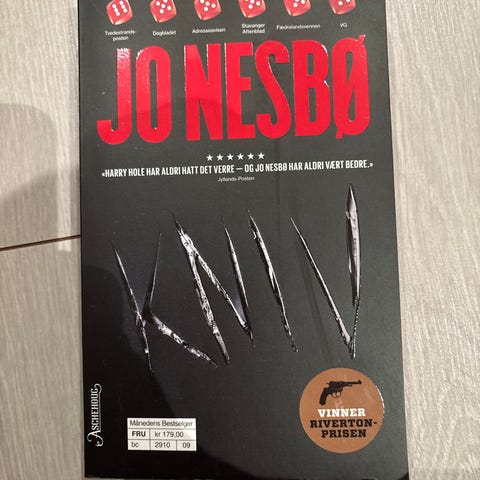 Tvedestrands-
posten
Dagbladet
Adresseavisen
Stavanger
Aftenblad
Fædrelandsvennen
VG
JO NESBØ
«HARRY HOLE HAR ALDRI HATT DET VERRE — OG JO NESBØ HAR ALDRI VÆRT BEDRE.»
Jyllands-Posten
KNIV
ASCHEHOUG
Månedens Bestselger
FRU kr 179,00
bc 2910 09
VINNER
RIVERTON-
PRISEN